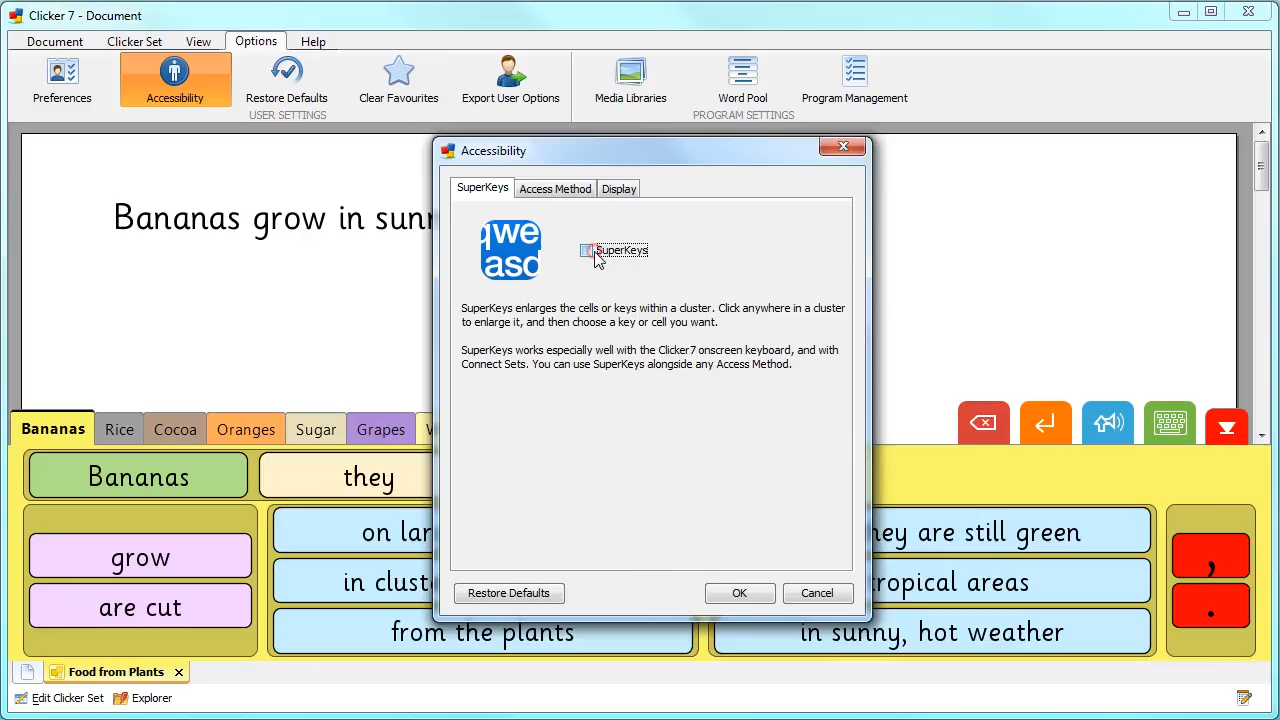 Clicker 7 - Document
Document Clicker Set View Options Help
Preferences Accessibility Restore Defaults Clear Favourites Export User Options Media Libraries Word Pool Program Management
USER SETTINGS PROGRAM SETTINGS
Accessibility
SuperKeys Access Method Display
Bananas grow in sunn
qwe
asd
SuperKeys
SuperKeys enlarges the cells or keys within a cluster. Click anywhere in a cluster
to enlarge it, and then choose a key or cell you want.
SuperKeys works especially well with the Clicker7 onscreen keyboard, and with
Connect Sets. You can use SuperKeys alongside any Access Method.
Restore Defaults OK Cancel
Bananas Rice Cocoa Oranges Sugar Grapes
Bananas they
grow
are cut
on lar
in cluste
from the plants
hey are still green
tropical areas
in sunny, hot weather
,
.
Food from Plants
Edit Clicker Set Explorer